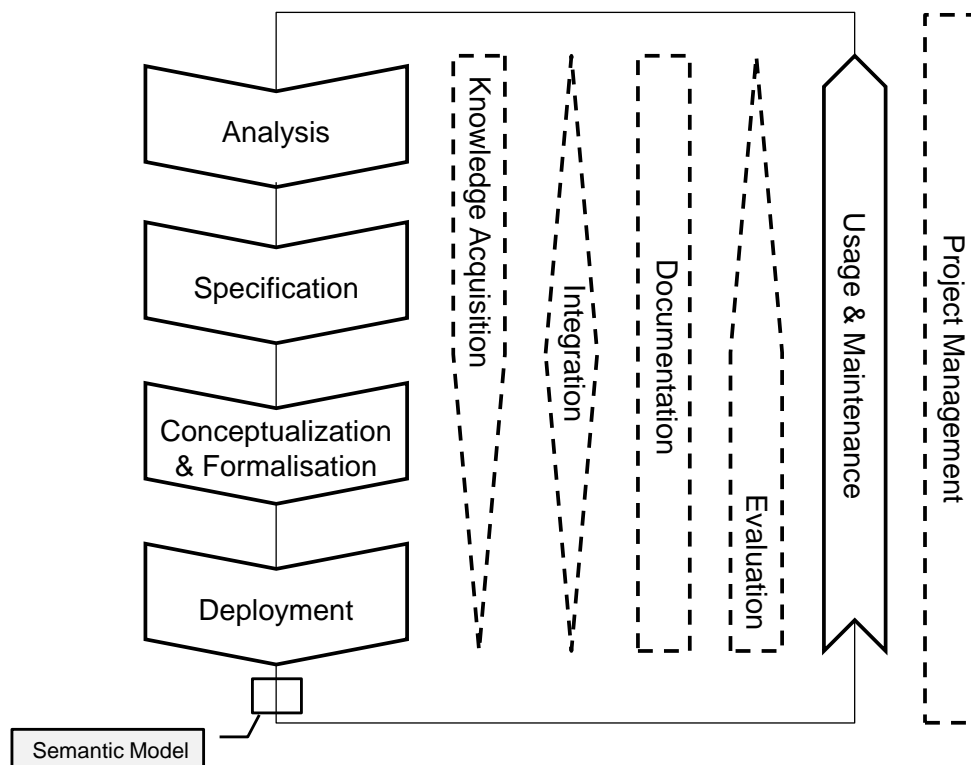 Analysis
Specification
Conceptualization
& Formalisation
Deployment
Semantic Model
Knowledge Acquisition
Integration
Documentation
Evaluation
Usage & Maintenance
Project Management